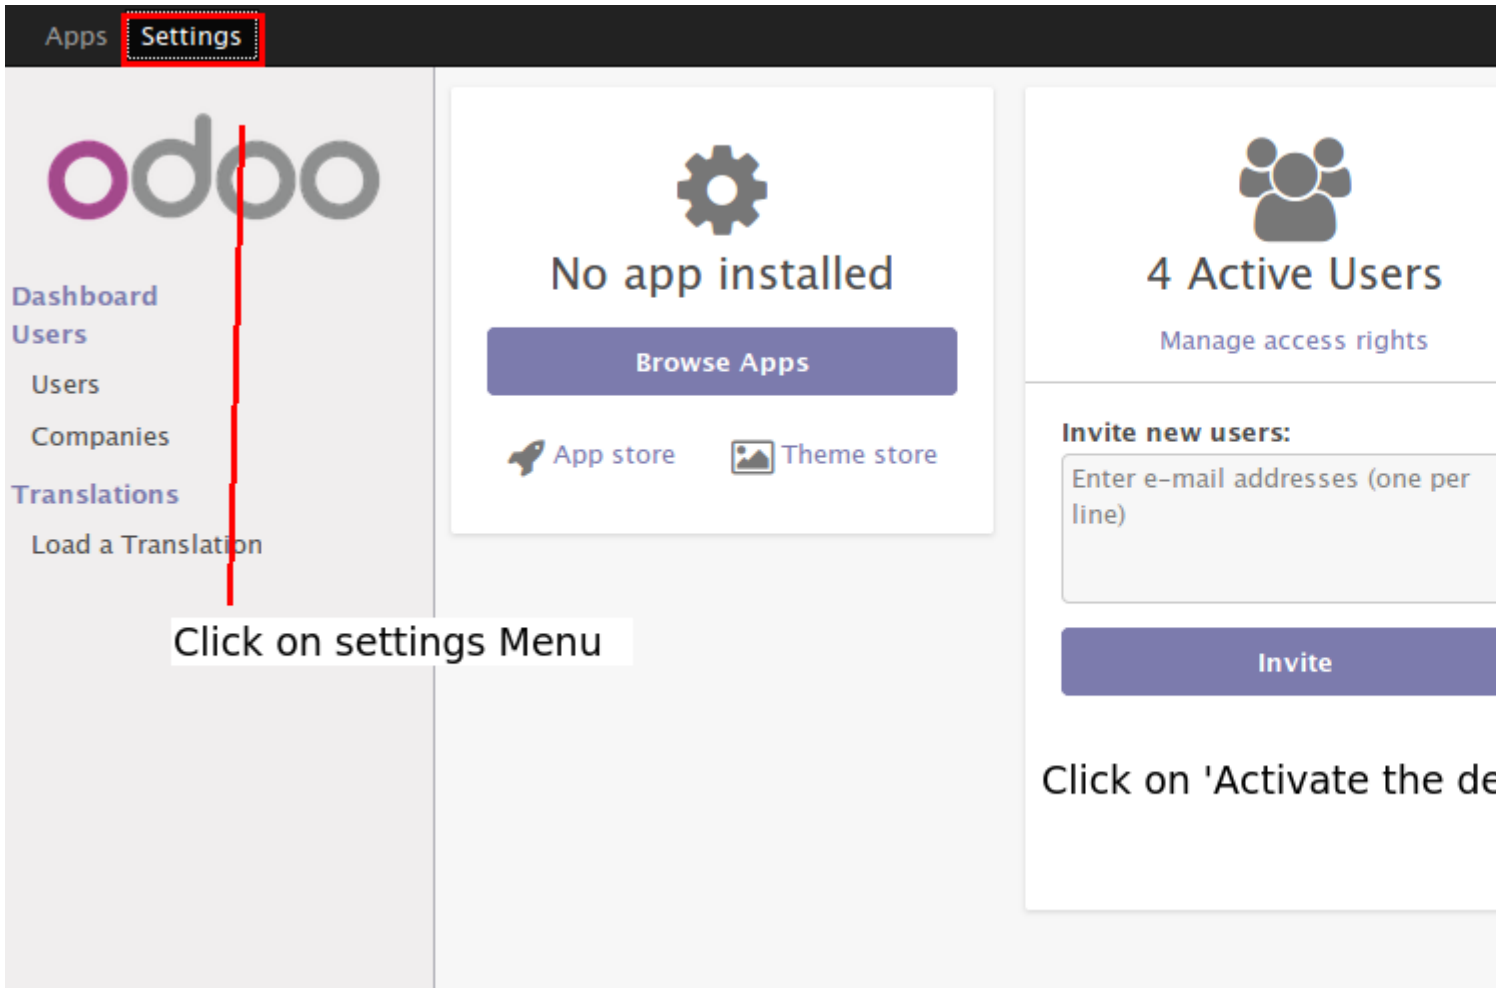 Apps Settings
odoo
Dashboard
Users
Users
Companies
Translations
Load a Translation
Click on settings Menu
No app installed
Browse Apps
App store Theme store
4 Active Users
Manage access rights
Invite new users:
Enter e-mail addresses (one per
line)
Invite
Click on 'Activate the de